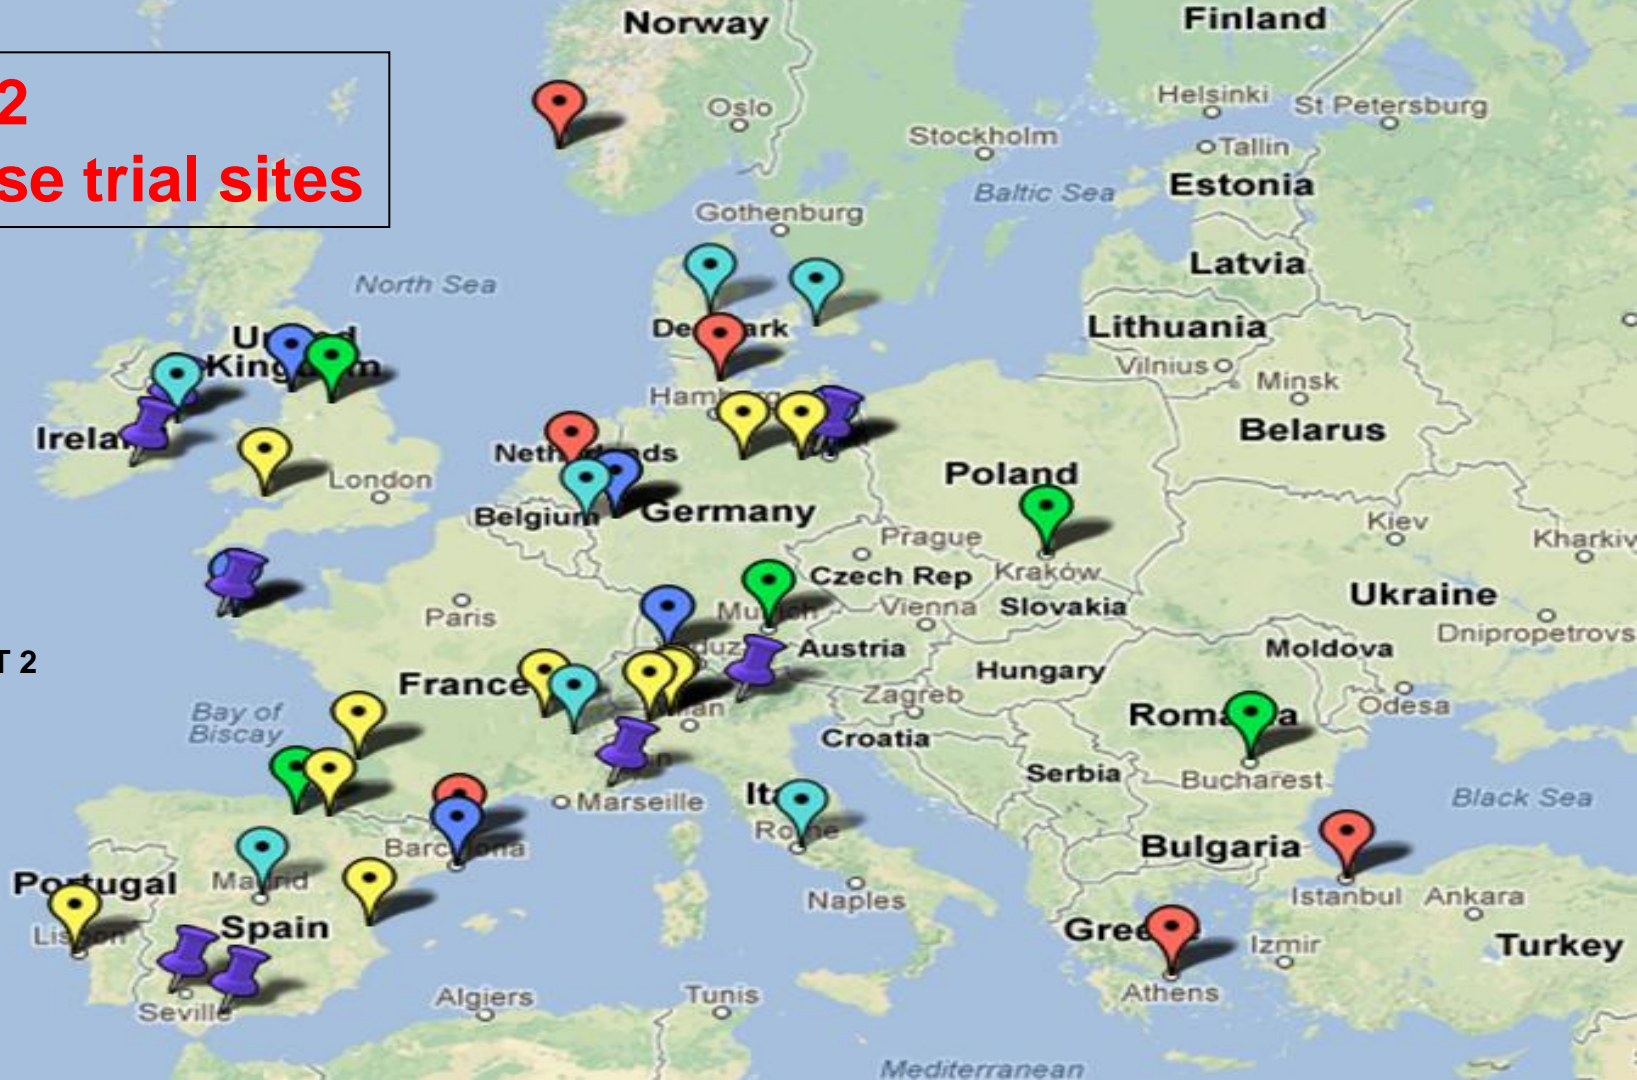 Norway
Finland
2
se trial sites
Oslo
Helsinki
St Petersburg
Stockholm
Tallin
Baltic Sea
Estonia
Gothenburg
Latvia
North Sea
Lithuania
Vilnius
Minsk
Belarus
London
Poland
Belgium
Germany
Prague
Kiev
Kharkiv
Czech Rep
Kraków
Paris
Vienna
Slovakia
Ukraine
Dnipropetrovs
T 2
Austria
Moldova
France
Hungary
Zagreb
Odesa
Bay of
Biscay
Croatia
Serbia
Bucharest
Marseille
Black Sea
Bulgaria
Portugal
Madrid
Naples
Istanbul
Ankara
Spain
Izmir
Turkey
Seville
Algiers
Tunis
Athens
Mediterranean